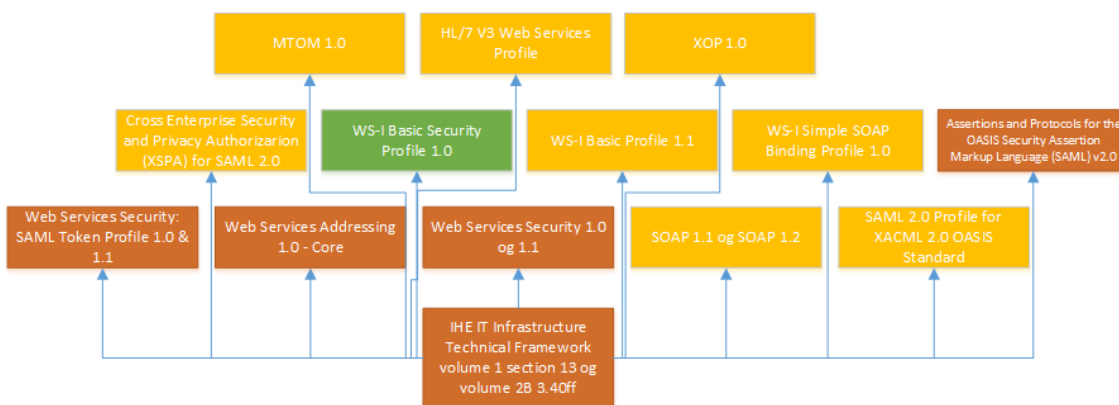 MTOM 1.0
HL/7 V3 Web Services
Profile
XOP 1.0
Cross Enterprise Security
and Privacy Authorizarion
(XSPA) for SAML 2.0
WS-I Basic Security
Profile 1.0
WS-I Basic Profile 1.1
WS-I Simple SOAP
Binding Profile 1.0
Assertions and Protocols for the
OASIS Security Assertion
Markup Language (SAML) v2.0
Web Services Security:
SAML Token Profile 1.0 &
1.1
Web Services Addressing
1.0 - Core
Web Services Security 1.0
og 1.1
SOAP 1.1 og SOAP 1.2
SAML 2.0 Profile for
XACML 2.0 OASIS
Standard
IHE IT Infrastructure
Technical Framework
volume 1 section 13 og
volume 2B 3.40ff